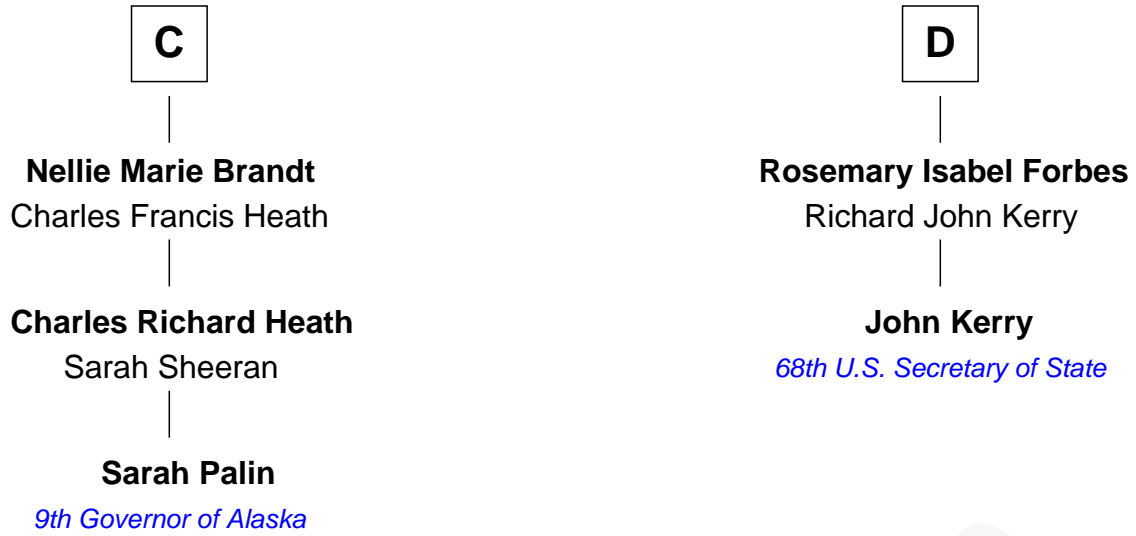 C
D
Nellie Marie Brandt
Charles Francis Heath
Rosemary Isabel Forbes
Richard John Kerry
Charles Richard Heath
Sarah Sheeran
John Kerry
68th U.S. Secretary of State
Sarah Palin
9th Governor of Alaska